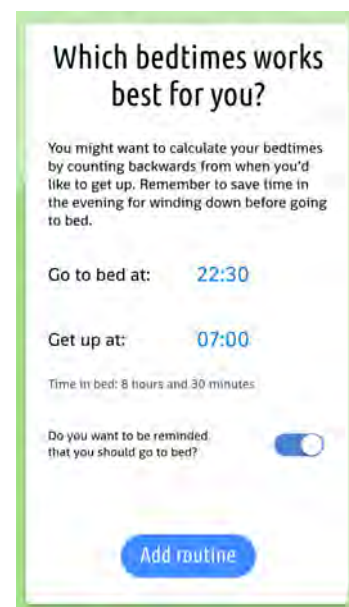 Which bedtimes works
best for you?
You might want to calculate your bedtimes
by counting backwards from when you'd
like to get up. Remember to save time in
the evening for winding down before going
to bed.
Go to bed at: 22:30
Get up at: 07:00
Time in bed: 8 hours and 30 minutes
Do you want to be reminded
that you should go to bed?
Add routine